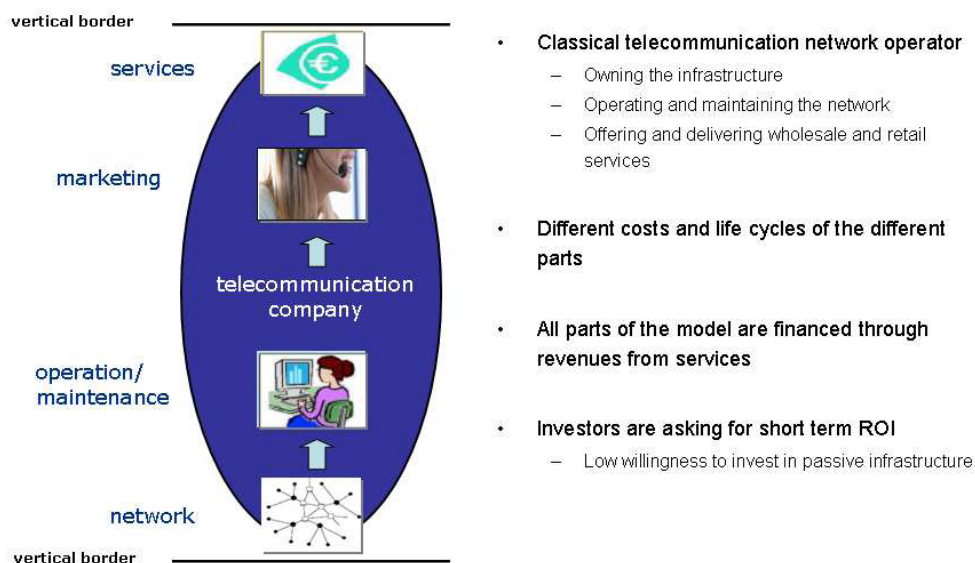 vertical border
services
marketing
telecommunication
company
operation/
maintenance
network
vertical border
• Classical telecommunication network operator
– Owning the infrastructure
– Operating and maintaining the network
– Offering and delivering wholesale and retail
services
• Different costs and life cycles of the different
parts
• All parts of the model are financed through
revenues from services
• Investors are asking for short term ROI
– Low willingness to invest in passive infrastructure